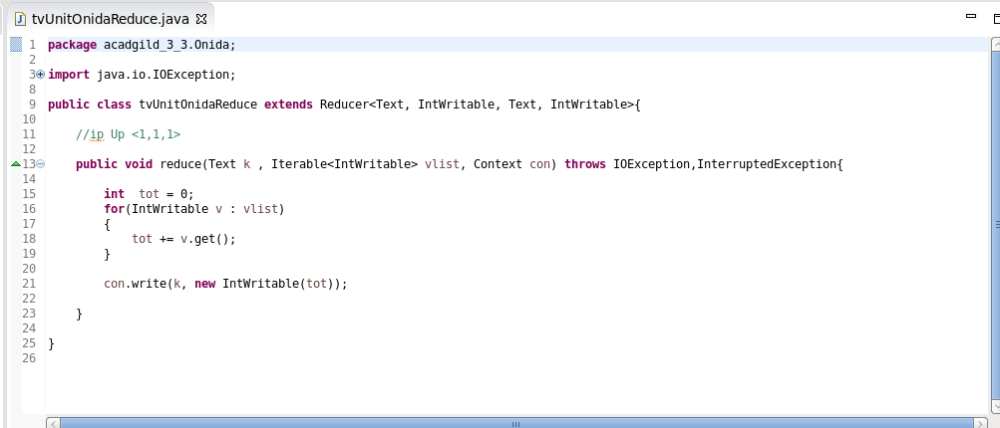 tvUnitOnidaReduce.java
1 package acadgild_3_3.Onida;
2
3 import java.io.IOException;
8
9 public class tvUnitOnidaReduce extends Reducer<Text, IntWritable, Text, IntWritable>{
10
11 //ip Up <1,1,1>
12
13 public void reduce(Text k , Iterable<IntWritable> vlist, Context con) throws IOException,InterruptedException{
14
15 int  tot = 0;
16 for(IntWritable v : vlist)
17 {
18 tot += v.get();
19 }
20
21 con.write(k, new IntWritable(tot));
22
23 }
24
25 }
26